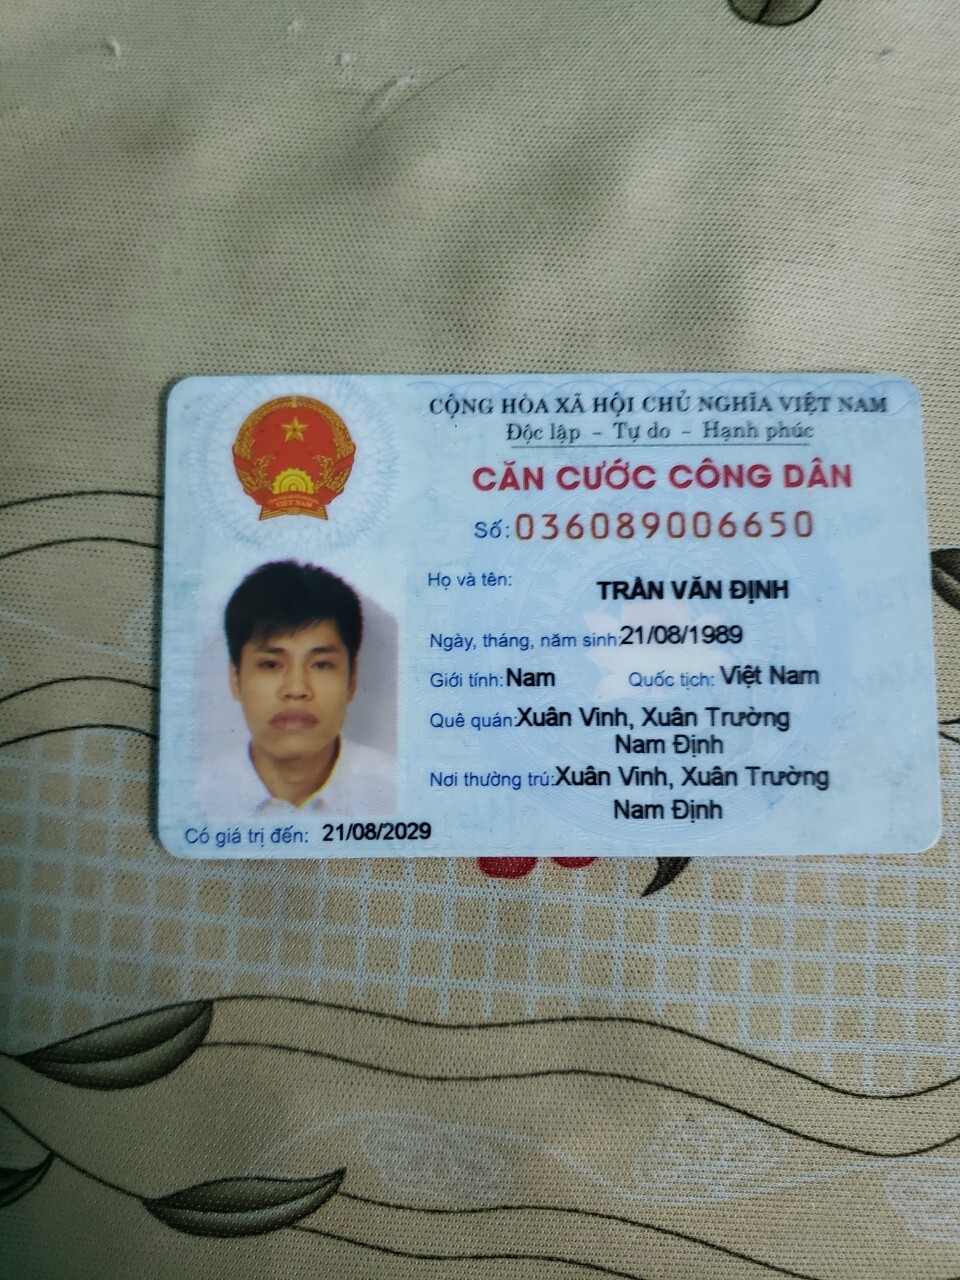 CỘNG HÒA XÃ HỘI CHỦ NGHĨA VIỆT NAM
Độc lập - Tự do - Hạnh phúc
CĂN CƯỚC CÔNG DÂN
Số: 036089006650
Họ và tên: TRẦN VĂN ĐỊNH
Ngày, tháng, năm sinh: 21/08/1989
Giới tính: Nam Quốc tịch: Việt Nam
Quê quán: Xuân Vinh, Xuân Trường
Nam Định
Nơi thường trú: Xuân Vinh, Xuân Trường
Nam Định
Có giá trị đến: 21/08/2029
VIỆT NAM